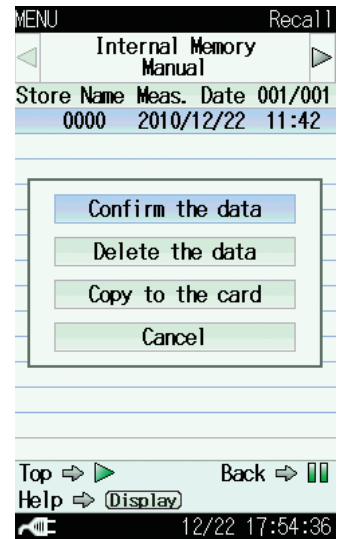 MENU Recall
Internal Memory
Manual
Store Name Meas. Date 001/001
0000 2010/12/22 11:42
Confirm the data
Delete the data
Copy to the card
Cancel
Top ⇨ ▷ Back ⇨ ▯▯
Help ⇨ (Display)
12/22 17:54:36